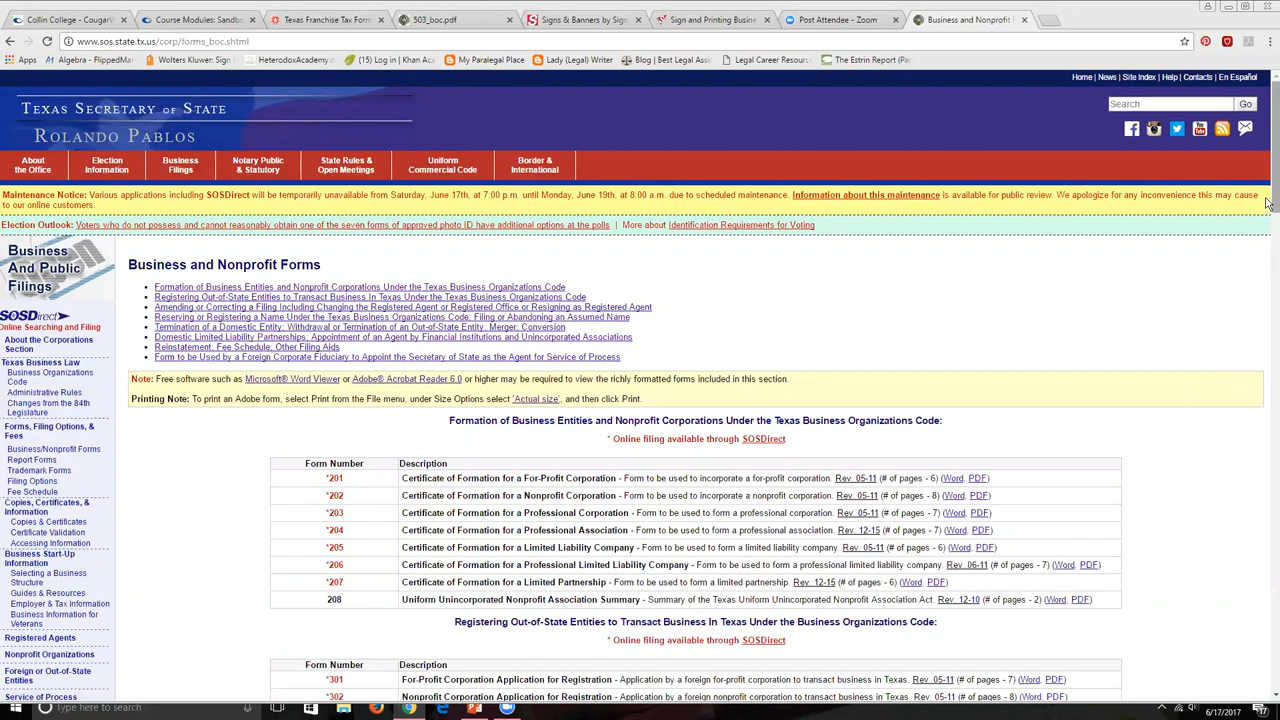 Collin College - CougarW
Course Modules: Sandbo
Texas Franchise Tax Form
503_boc.pdf
Signs & Banners by Sign
Sign and Printing Busine
Post Attendee - Zoom
Business and Nonprofit F
www.sos.state.tx.us/corp/forms_boc.shtml
Apps
Algebra - FlippedMat
Wolters Kluwer: Sign
HeterodoxAcademy.o
(15) Log in | Khan Aca
My Paralegal Place
Lady (Legal) Writer
Blog | Best Legal Assi
Legal Career Resourc
The Estrin Report (Par
Home | News | Site Index | Help | Contacts | En Español
TEXAS SECRETARY of STATE
ROLANDO PABLOS
Search
Go
About the Office
Election Information
Business Filings
Notary Public & Statutory
State Rules & Open Meetings
Uniform Commercial Code
Border & International
Maintenance Notice: Various applications including SOSDirect will be temporarily unavailable from Saturday, June 17th, at 7:00 p.m. until Monday, June 19th, at 8:00 a.m. due to scheduled maintenance. Information about this maintenance is available for public review. We apologize for any inconvenience this may cause
to our online customers.
Election Outlook: Voters who do not possess and cannot reasonably obtain one of the seven forms of approved photo ID have additional options at the polls | More about Identification Requirements for Voting
Business
And Public
Filings
SOSDirect
Online Searching and Filing
About the Corporations
Section
Texas Business Law
Business Organizations
Code
Administrative Rules
Changes from the 84th
Legislature
Forms, Filing Options, &
Fees
Business/Nonprofit Forms
Report Forms
Trademark Forms
Filing Options
Fee Schedule
Copies, Certificates, &
Information
Copies & Certificates
Certificate Validation
Accessing Information
Business Start-Up
Information
Selecting a Business
Structure
Guides & Resources
Employer & Tax Information
Business Information for
Veterans
Registered Agents
Nonprofit Organizations
Foreign or Out-of-State
Entities
Service of Process
Business and Nonprofit Forms
Formation of Business Entities and Nonprofit Corporations Under the Texas Business Organizations Code
Registering Out-of-State Entities to Transact Business In Texas Under the Texas Business Organizations Code
Amending or Correcting a Filing Including Changing the Registered Agent or Registered Office or Resigning as Registered Agent
Reserving or Registering a Name Under the Texas Business Organizations Code; Filing or Abandoning an Assumed Name
Termination of a Domestic Entity; Withdrawal or Termination of an Out-of-State Entity; Merger; Conversion
Domestic Limited Liability Partnerships; Appointment of an Agent by Financial Institutions and Unincorporated Associations
Reinstatement; Fee Schedule; Other Filing Aids
Form to be Used by a Foreign Corporate Fiduciary to Appoint the Secretary of State as the Agent for Service of Process
Note: Free software such as Microsoft® Word Viewer or Adobe® Acrobat Reader 6.0 or higher may be required to view the richly formatted forms included in this section.
Printing Note: To print an Adobe form, select Print from the File menu, under Size Options select 'Actual size', and then click Print.
Formation of Business Entities and Nonprofit Corporations Under the Texas Business Organizations Code:
* Online filing available through SOSDirect
Form Number Description
*201 Certificate of Formation for a For-Profit Corporation - Form to be used to incorporate a for-profit corporation. Rev. 05-11 (# of pages - 6) (Word, PDF)
*202 Certificate of Formation for a Nonprofit Corporation - Form to be used to incorporate a nonprofit corporation. Rev. 05-11 (# of pages - 8) (Word, PDF)
*203 Certificate of Formation for a Professional Corporation - Form to be used to form a professional corporation. Rev. 05-11 (# of pages - 7) (Word, PDF)
*204 Certificate of Formation for a Professional Association - Form to be used to form a professional association. Rev. 12-15 (# of pages - 7) (Word, PDF)
*205 Certificate of Formation for a Limited Liability Company - Form to be used to form a limited liability company. Rev. 05-11 (# of pages - 6) (Word, PDF)
*206 Certificate of Formation for a Professional Limited Liability Company - Form to be used to form a professional limited liability company. Rev. 06-11 (# of pages - 7) (Word, PDF)
*207 Certificate of Formation for a Limited Partnership - Form to be used to form a limited partnership. Rev. 12-15 (# of pages - 6) (Word, PDF)
208 Uniform Unincorporated Nonprofit Association Summary - Summary of the Texas Uniform Unincorporated Nonprofit Association Act. Rev. 12-10 (# of pages - 2) (Word, PDF)
Registering Out-of-State Entities to Transact Business In Texas Under the Business Organizations Code:
* Online filing available through SOSDirect
Form Number Description
*301 For-Profit Corporation Application for Registration - Application by a foreign for-profit corporation to transact business in Texas. Rev. 05-11 (# of pages - 7) (Word, PDF)
*302 Nonprofit Corporation Application for Registration - Application by a foreign nonprofit corporation to transact business in Texas. Rev. 05-11 (# of pages - 8) (Word, PDF)
Type here to search
6/17/2017
17